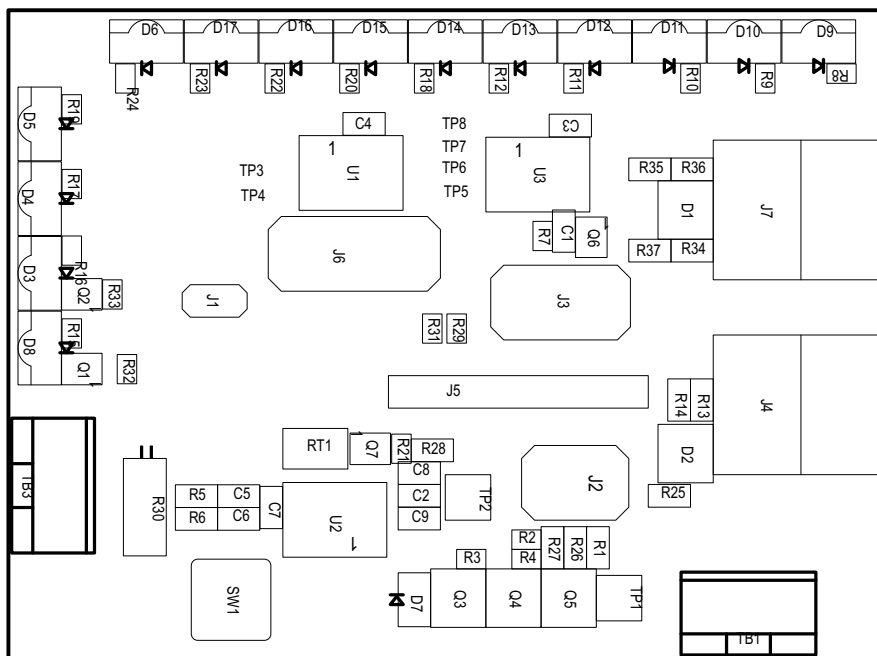 D6 D17 D16 D15 D14 D13 D12 D11 D10 D9
R24 R23 R22 R20 R18 R12 R11 R10 R9 R8
D5 R19
C4 TP8 C3
1 TP7 1
TP3 U1 TP6 U3 R35 R36
TP4 TP5
D4 R17 D1 J7
R7 C1 Q6 1
J6 R37 R34
D3 R16 Q2 R33 1
J1 J3
D8 R15 R31 R29
Q1 R32 1
J5 R14 R13 J4
RT1 1 Q7 R21 R28 D2
C8
TB3 R30 R5 C5 C7 C2 TP2 J2 R25
R6 C6 U2 C9
1
R2 R27 R26 R1
R3 R4
SW1 D7 Q3 Q4 Q5 TP1
TB1